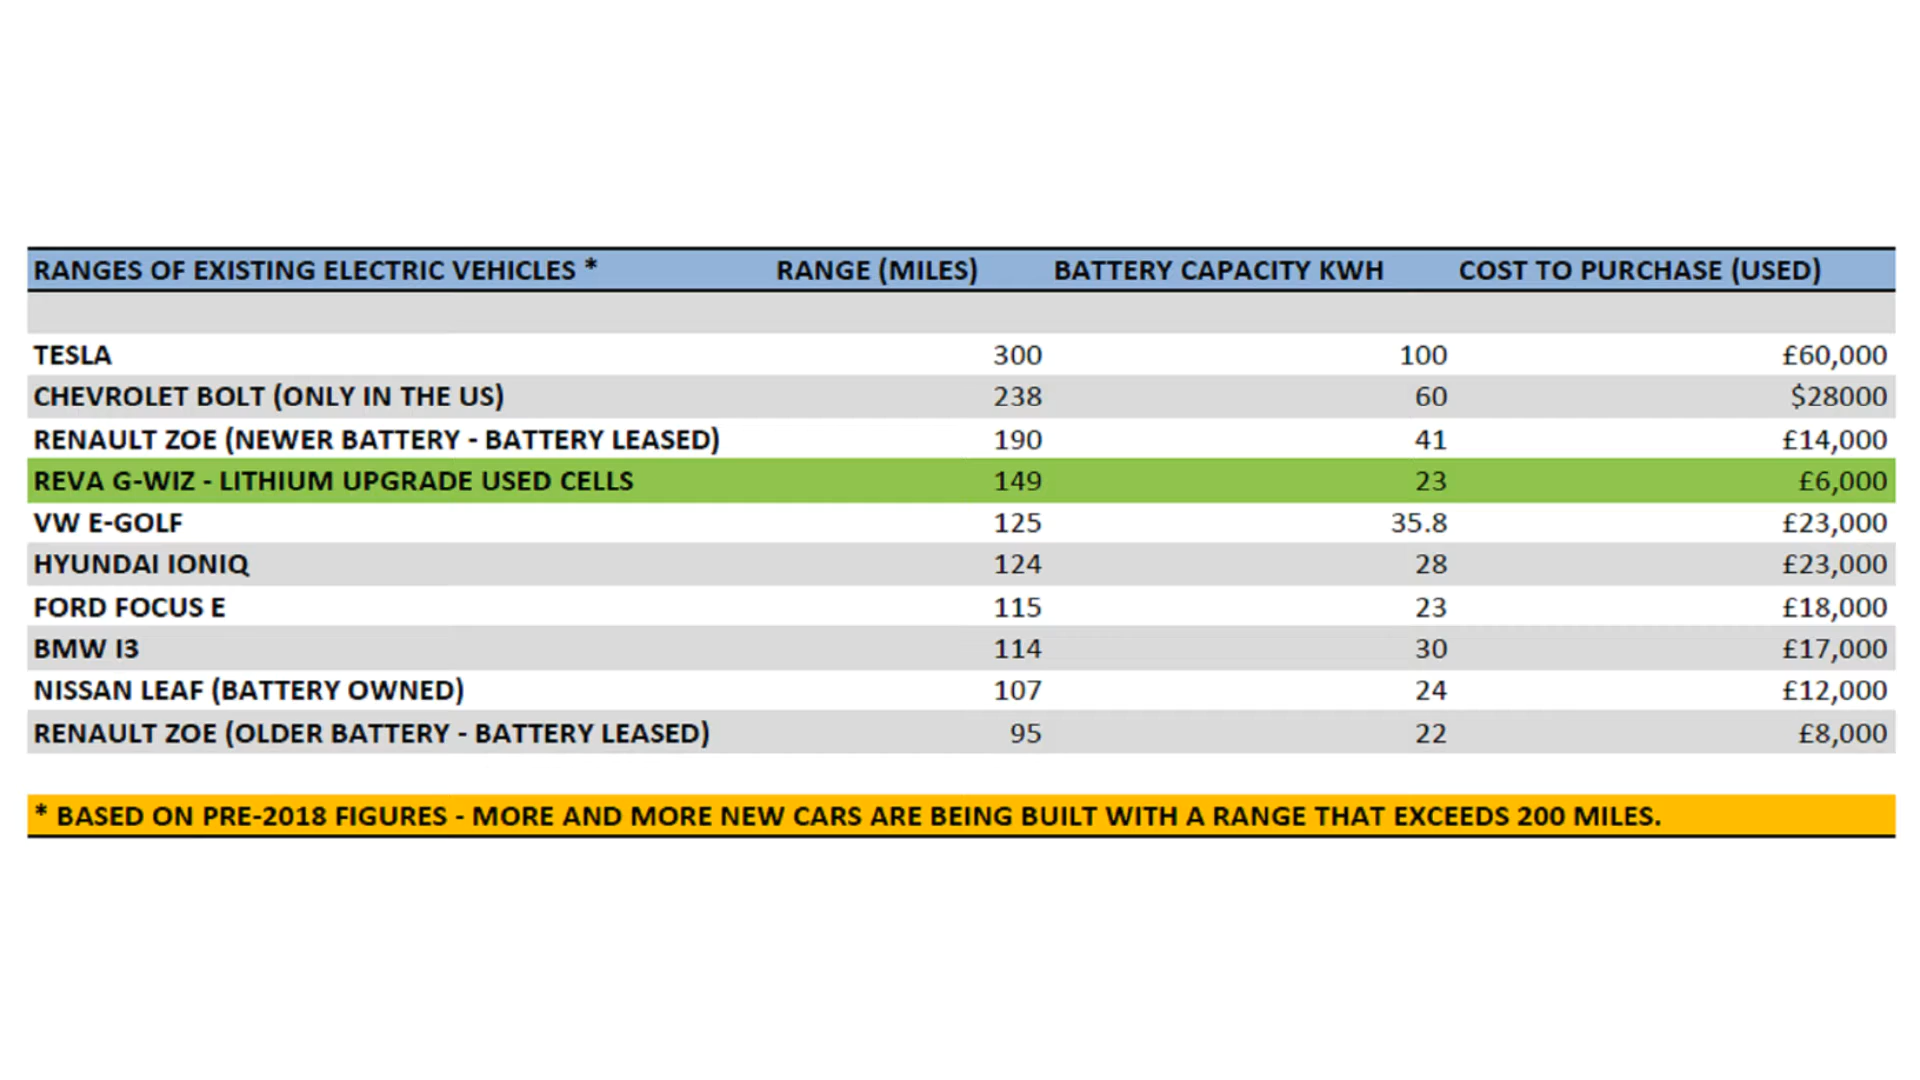 RANGES OF EXISTING ELECTRIC VEHICLES * RANGE (MILES) BATTERY CAPACITY KWH COST TO PURCHASE (USED)
TESLA 300 100 £60,000
CHEVROLET BOLT (ONLY IN THE US) 238 60 $28000
RENAULT ZOE (NEWER BATTERY - BATTERY LEASED) 190 41 £14,000
REVA G-WIZ - LITHIUM UPGRADE USED CELLS 149 23 £6,000
VW E-GOLF 125 35.8 £23,000
HYUNDAI IONIQ 124 28 £23,000
FORD FOCUS E 115 23 £18,000
BMW I3 114 30 £17,000
NISSAN LEAF (BATTERY OWNED) 107 24 £12,000
RENAULT ZOE (OLDER BATTERY - BATTERY LEASED) 95 22 £8,000
* BASED ON PRE-2018 FIGURES - MORE AND MORE NEW CARS ARE BEING BUILT WITH A RANGE THAT EXCEEDS 200 MILES.